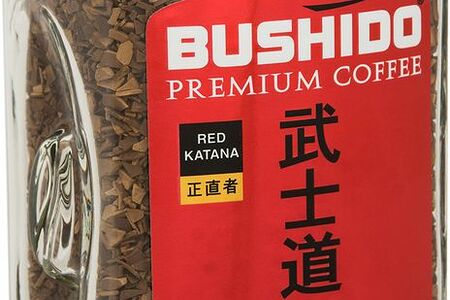 BUSHIDO
PREMIUM COFFEE
RED
KATANA
正直者
武士道